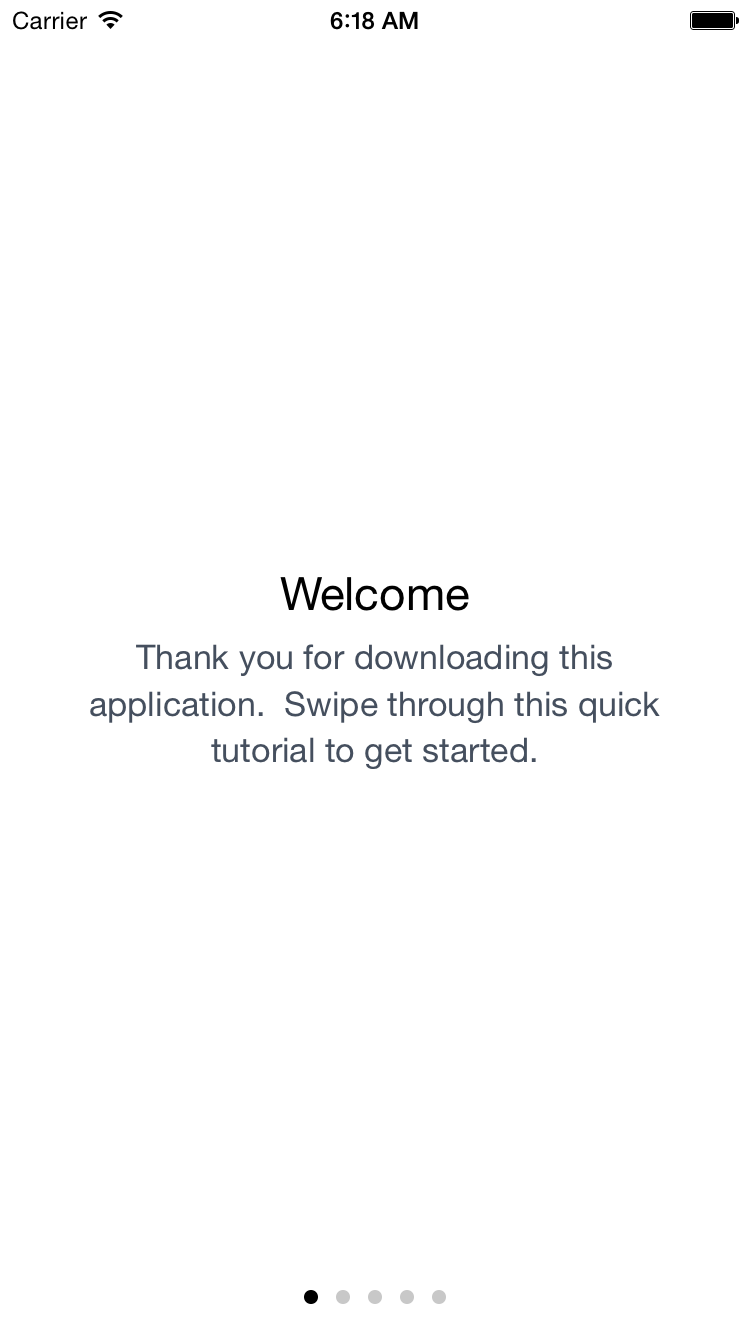 Carrier 6:18 AM
Welcome
Thank you for downloading this
application.  Swipe through this quick
tutorial to get started.